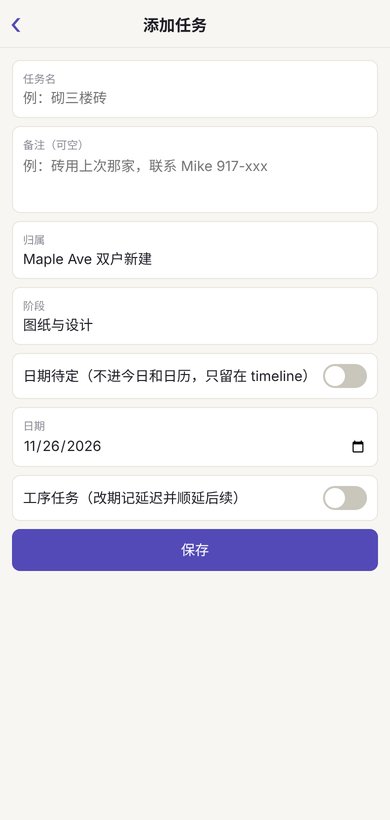 添加任务
任务名
例：砌三楼砖
备注（可空）
例：砖用上次那家，联系 Mike 917-xxx
归属
Maple Ave 双户新建
阶段
图纸与设计
日期待定（不进今日和日历，只留在 timeline）
日期
11/26/2026
工序任务（改期记延迟并顺延后续）
保存